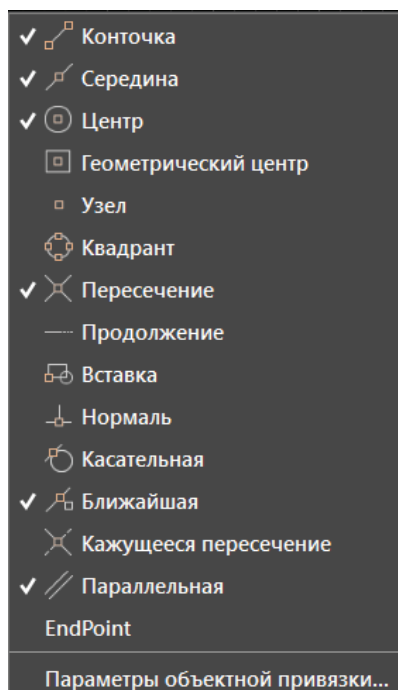 Конточка
Середина
Центр
Геометрический центр
Узел
Квадрант
Пересечение
Продолжение
Вставка
Нормаль
Касательная
Ближайшая
Кажущееся пересечение
Параллельная
EndPoint
Параметры объектной привязки...